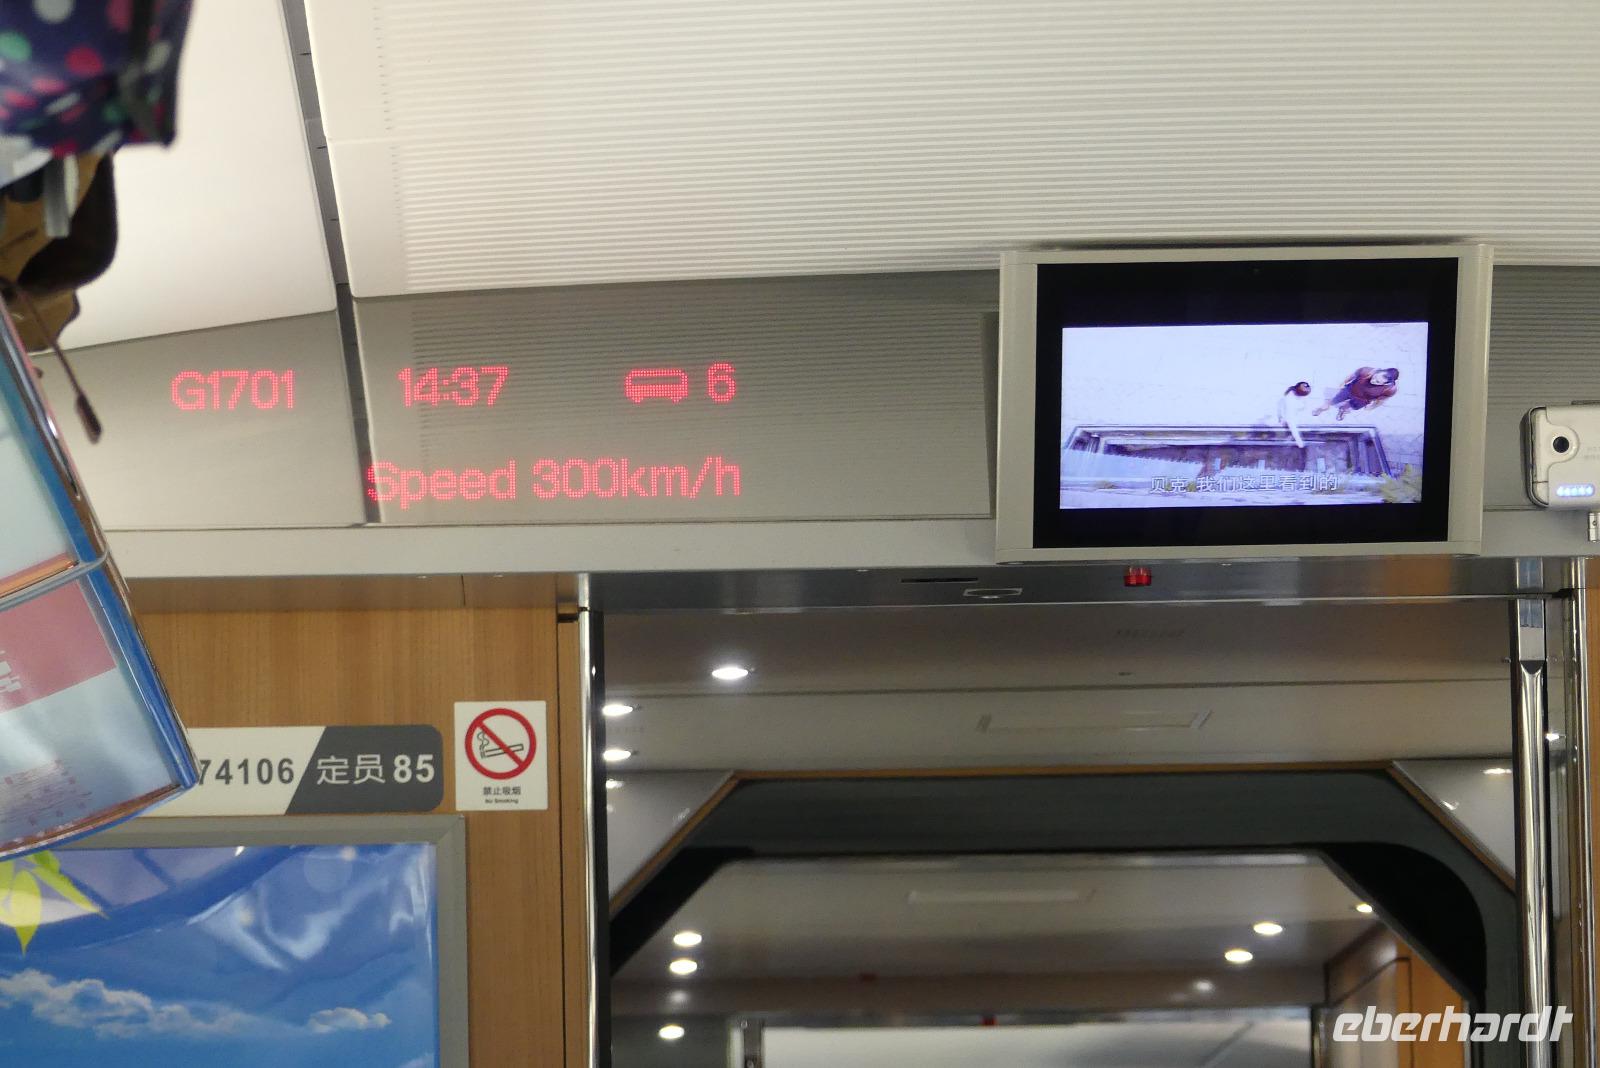 G1701 14:37 6
Speed 300km/h
贝克 我们这里看到的
74106 定员85
禁止吸烟
No Smoking
eberhardt